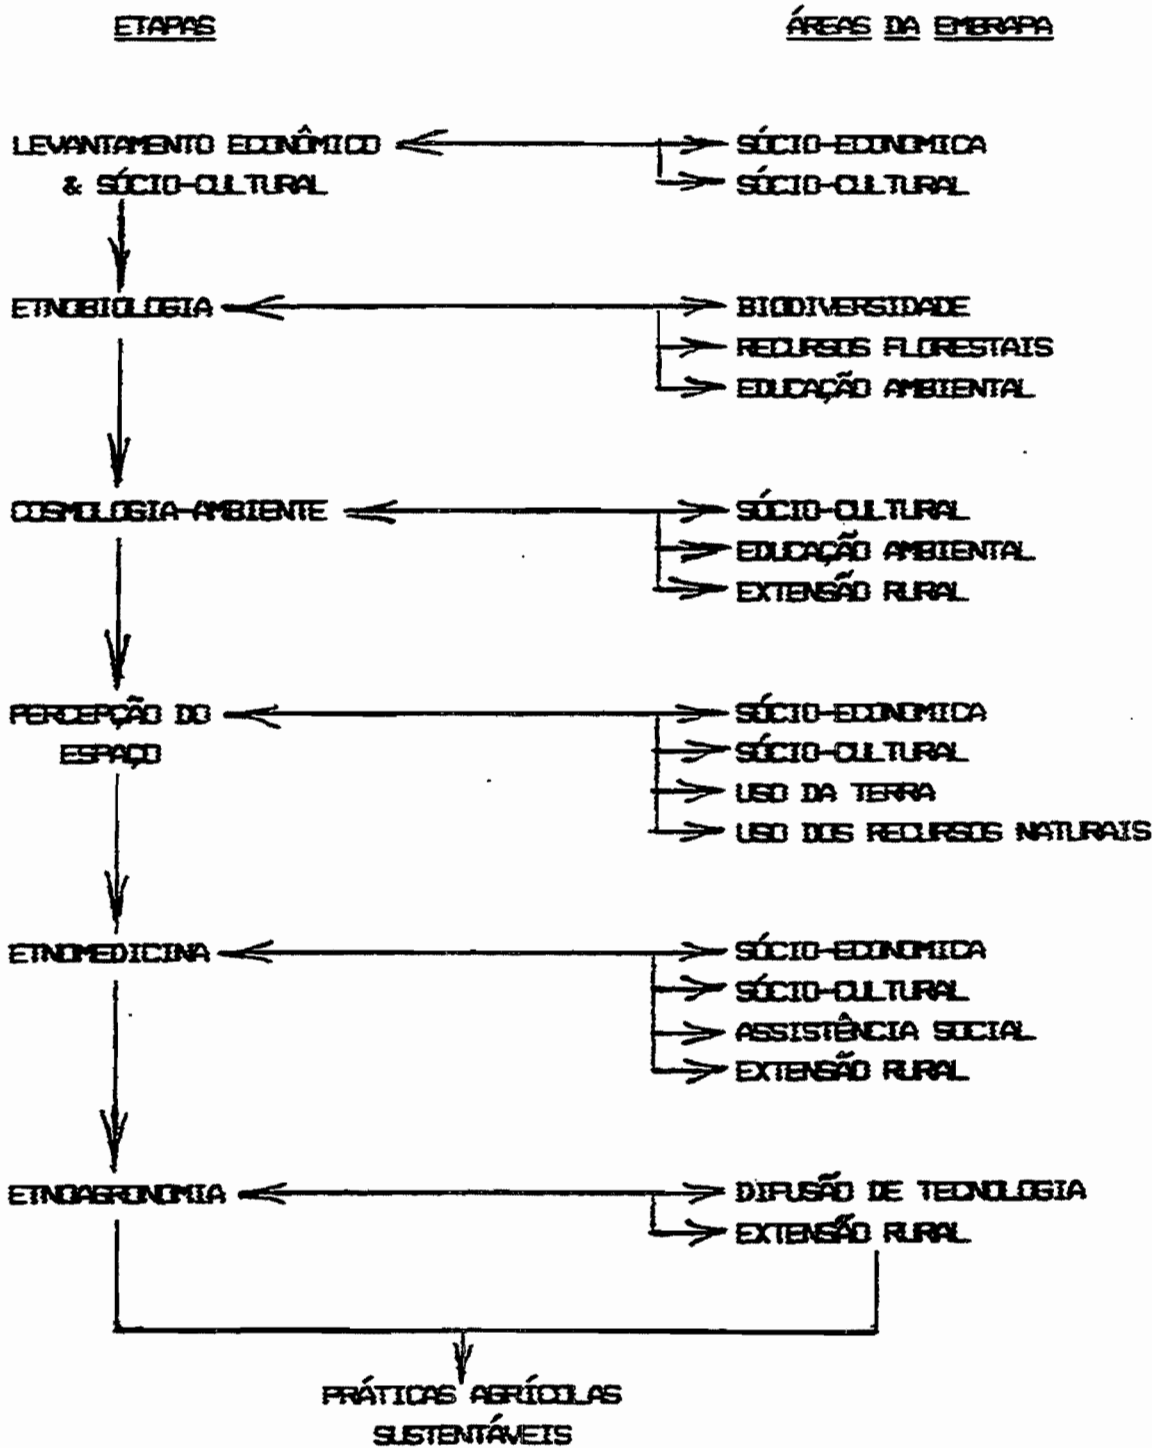 ETAPAS ÁREAS DA EMBRAPA
LEVANTAMENTO ECONÔMICO SÓCIO-ECONOMICA
& SÓCIO-CULTURAL SÓCIO-CULTURAL
ETNOBIOLOGIA BIODIVERSIDADE
RECURSOS FLORESTAIS
EDUCAÇÃO AMBIENTAL
COSMOLOGIA-AMBIENTE SÓCIO-CULTURAL
EDUCAÇÃO AMBIENTAL
EXTENSÃO RURAL
PERCEPÇÃO DO SÓCIO-ECONOMICA
ESPAÇO SÓCIO-CULTURAL
USO DA TERRA
USO DOS RECURSOS NATURAIS
ETNOMEDICINA SÓCIO-ECONOMICA
SÓCIO-CULTURAL
ASSISTÊNCIA SOCIAL
EXTENSÃO RURAL
ETNOAGRONOMIA DIFUSÃO DE TECNOLOGIA
EXTENSÃO RURAL
PRÁTICAS AGRÍCOLAS
SUSTENTÁVEIS